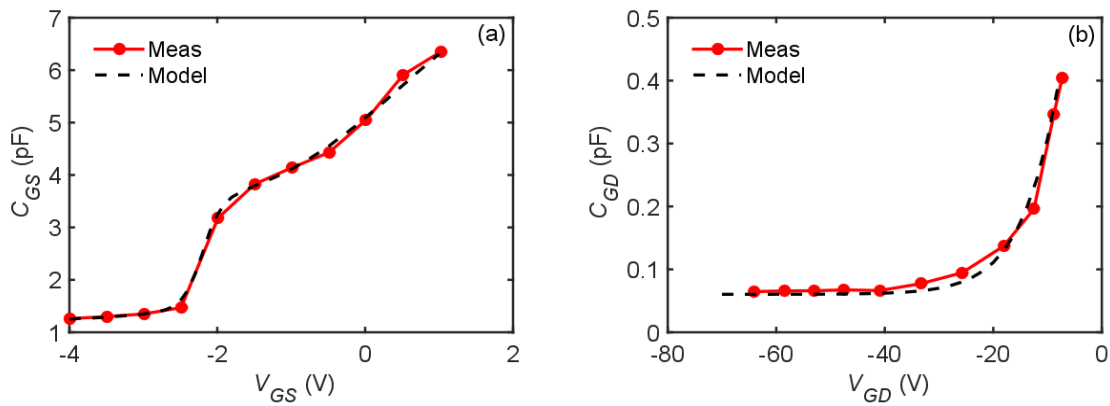 7
6
5
4
3
2
1
(a)
Meas
Model
C_GS (pF)
-4
-2
0
2
V_GS (V)
0.5
0.4
0.3
0.2
0.1
0
(b)
Meas
Model
C_GD (pF)
-80
-60
-40
-20
0
V_GD (V)